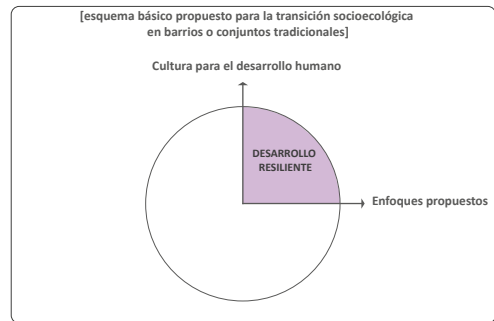 [esquema básico propuesto para la transición socioecológica
en barrios o conjuntos tradicionales]
Cultura para el desarrollo humano
DESARROLLO
RESILIENTE
Enfoques propuestos